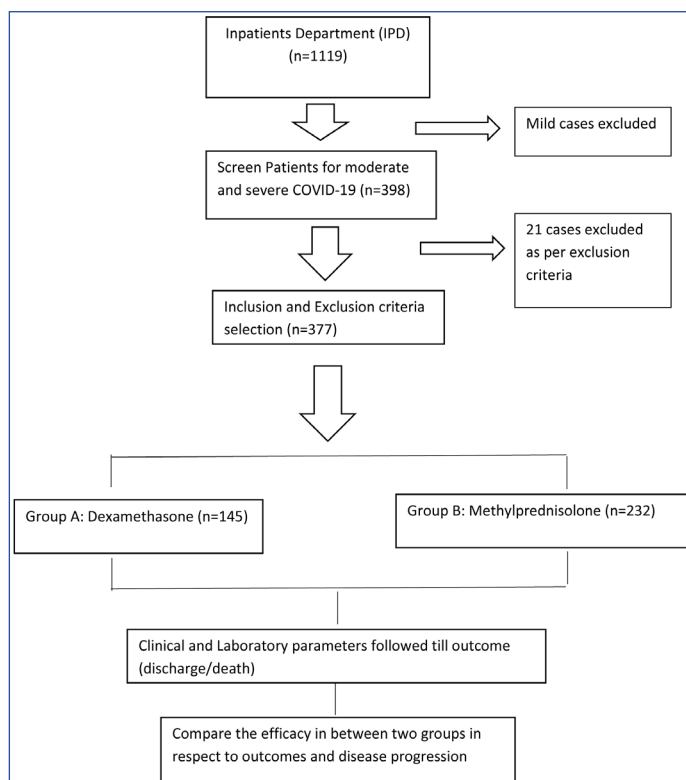 Inpatients Department (IPD)
(n=1119)
Mild cases excluded
Screen Patients for moderate
and severe COVID-19 (n=398)
21 cases excluded
as per exclusion
criteria
Inclusion and Exclusion criteria
selection (n=377)
Group A: Dexamethasone (n=145)
Group B: Methylprednisolone (n=232)
Clinical and Laboratory parameters followed till outcome
(discharge/death)
Compare the efficacy in between two groups in
respect to outcomes and disease progression